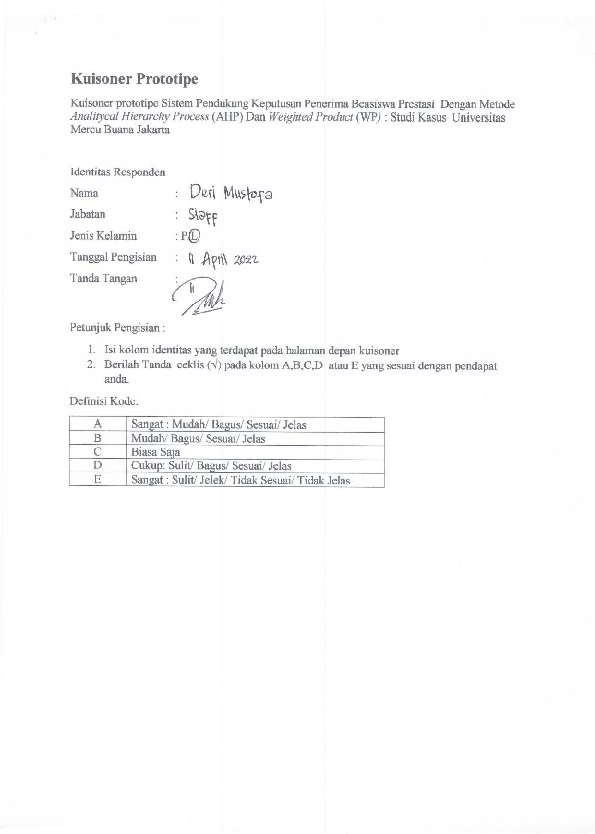 Kuisoner Prototipe
Kuisoner prototipe Sistem Pendukung Keputusan Penerima Beasiswa Prestasi Dengan Metode
Analitycal Hierarchy Process (AHP) Dan Weighted Product (WP) : Studi Kasus Universitas
Mercu Buana Jakarta
Identitas Responden
Nama : Deri Mustofa
Jabatan : Staff
Jenis Kelamin : P/L
Tanggal Pengisian : 11 April 2022
Tanda Tangan :
Petunjuk Pengisian :
1. Isi kolom identitas yang terdapat pada halaman depan kuisoner
2. Berilah Tanda ceklis (√) pada kolom A,B,C,D atau E yang sesuai dengan pendapat
anda.
Definisi Kode.
A Sangat : Mudah/ Bagus/ Sesuai/ Jelas
B Mudah/ Bagus/ Sesuai/ Jelas
C Biasa Saja
D Cukup: Sulit/ Bagus/ Sesuai/ Jelas
E Sangat : Sulit/ Jelek/ Tidak Sesuai/ Tidak Jelas